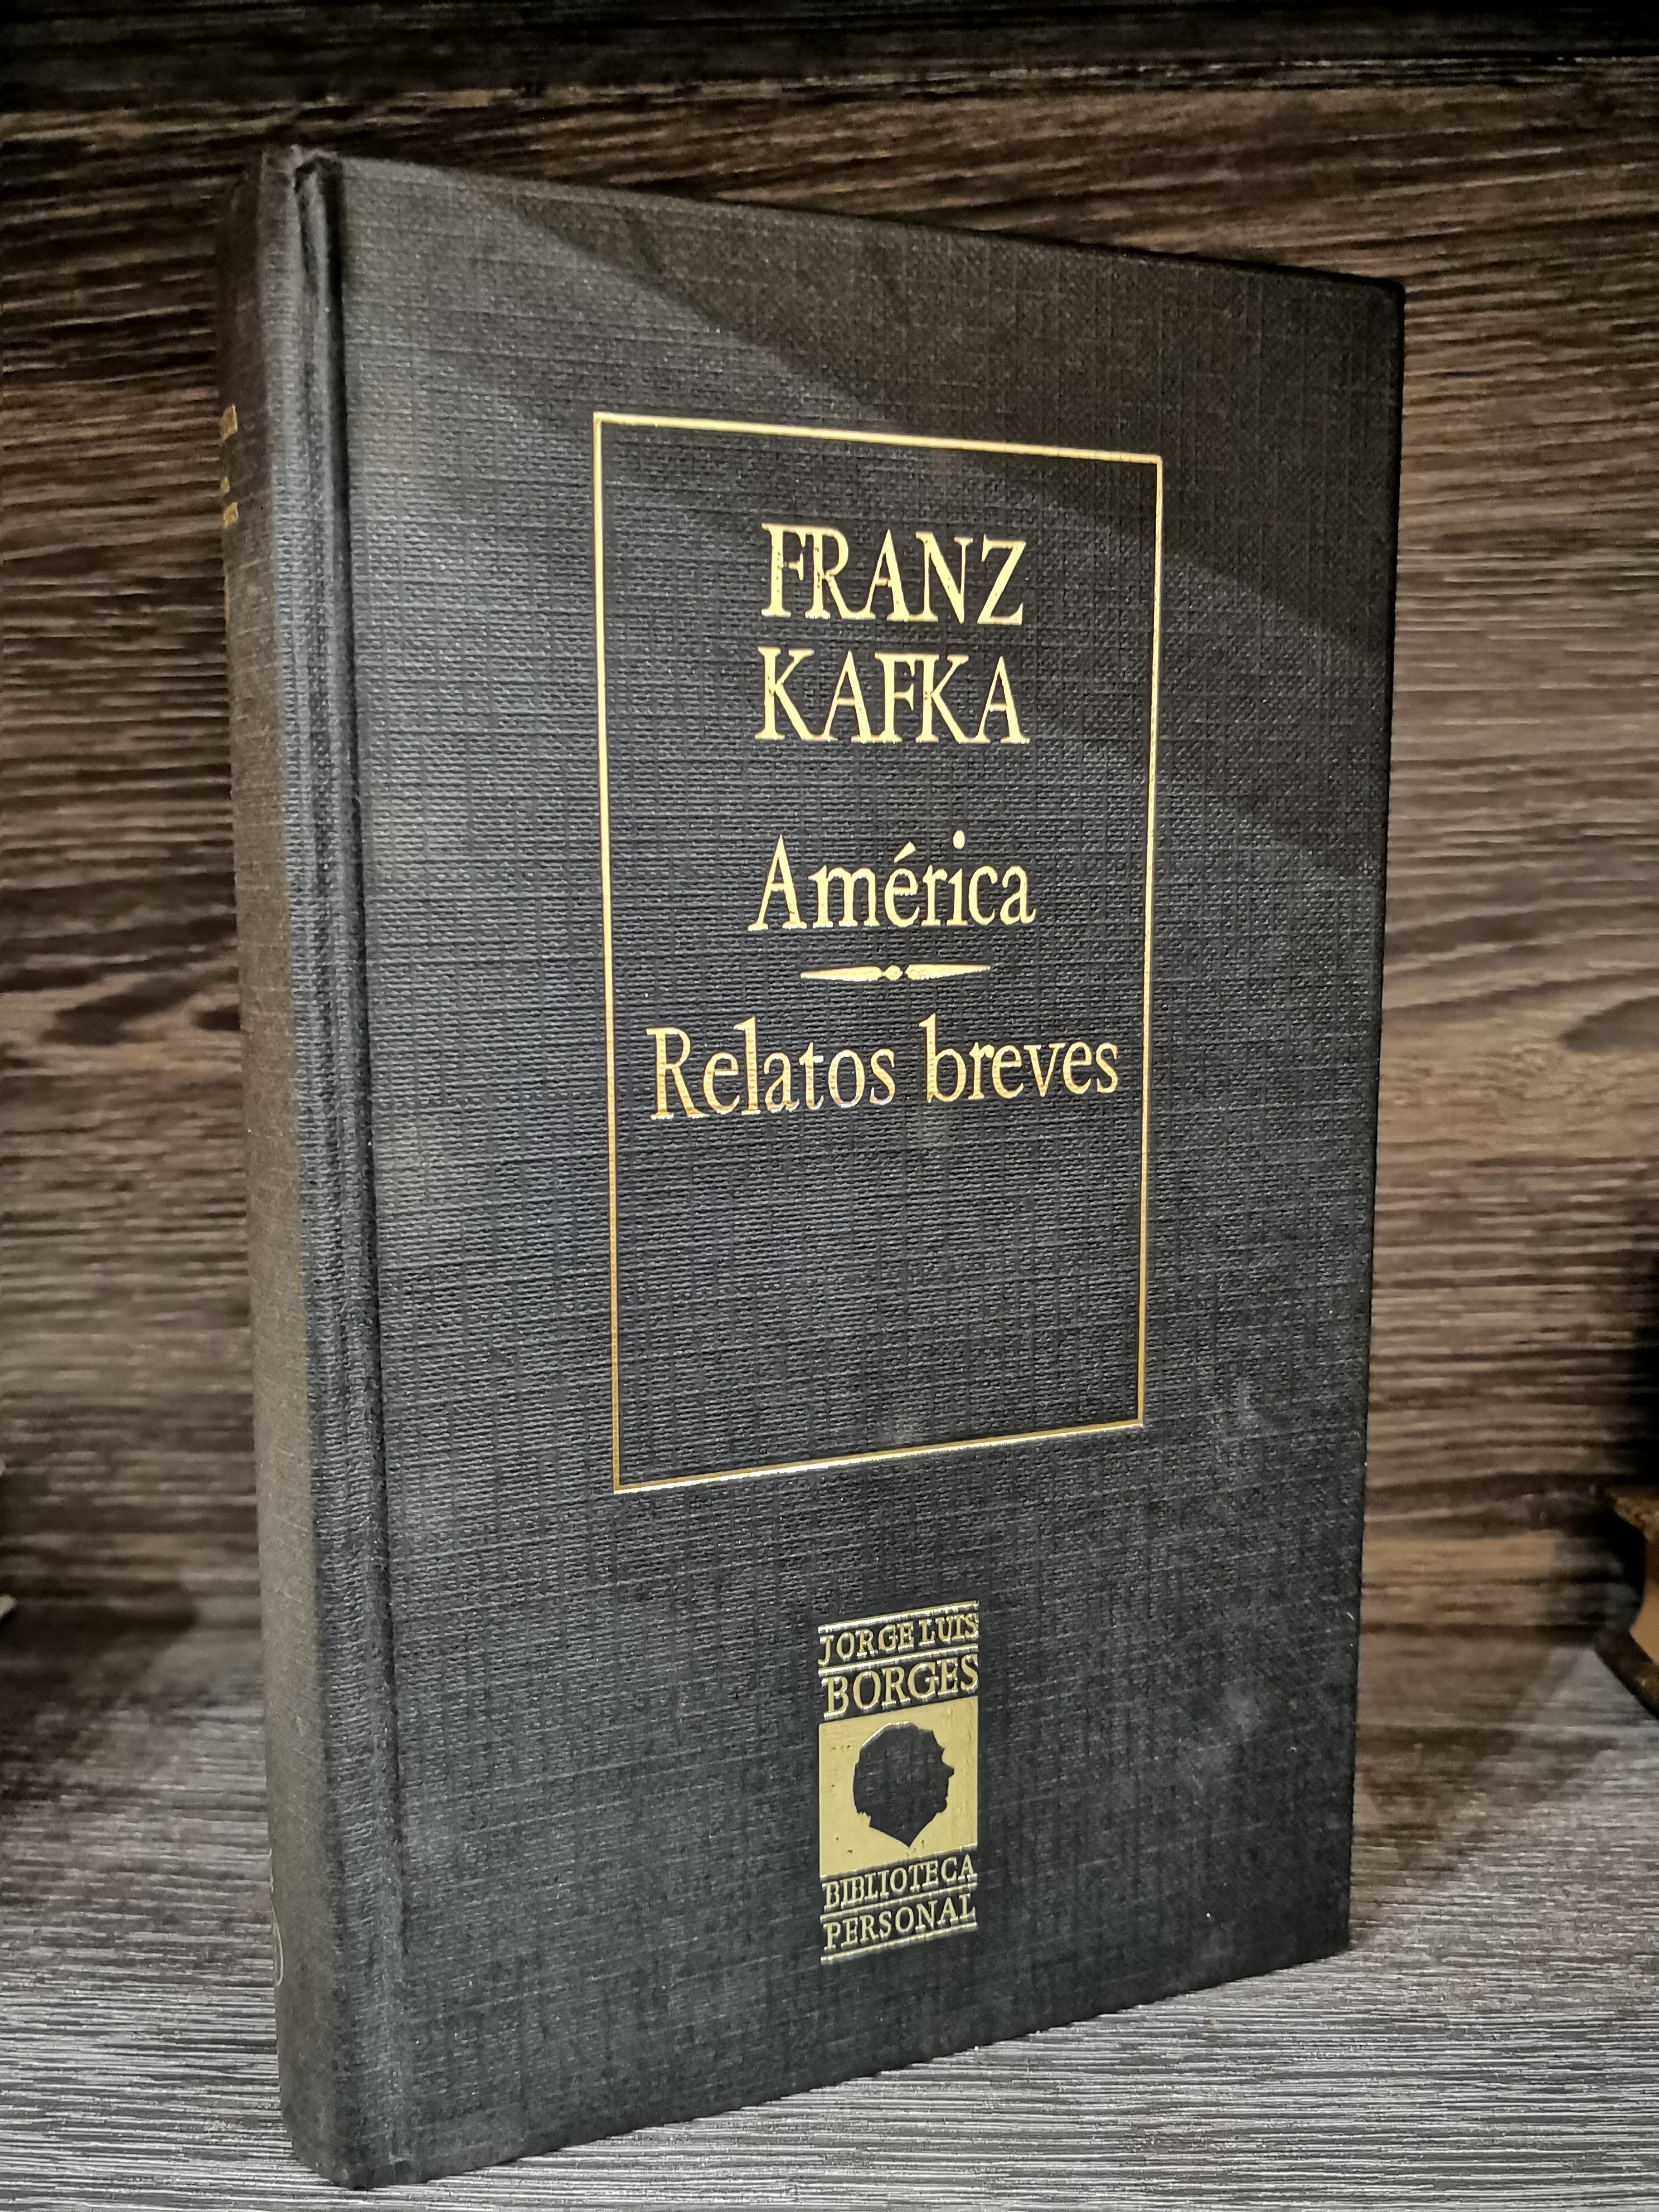 FRANZ
KAFKA
América
Relatos breves
JORGE LUIS
BORGES
BIBLIOTECA
PERSONAL